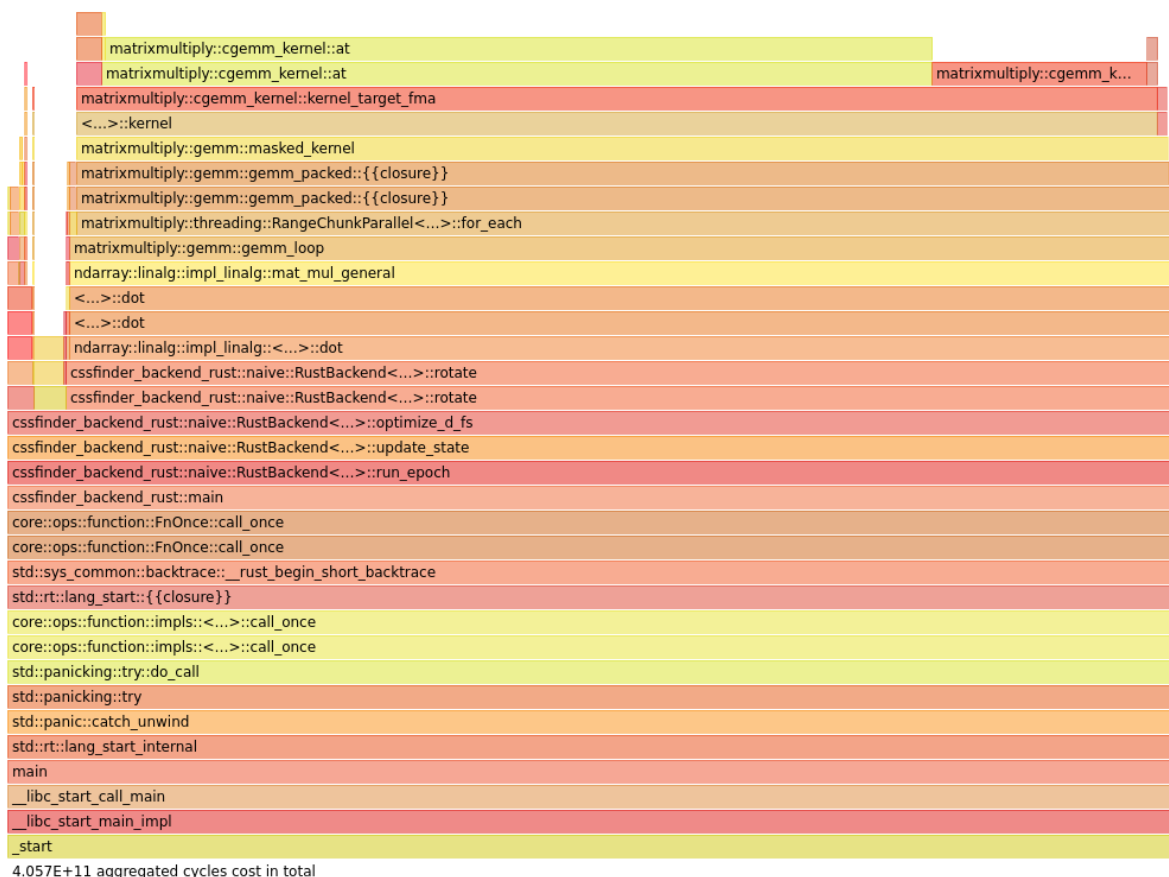 matrixmultiply::cgemm_kernel::at
matrixmultiply::cgemm_kernel::at matrixmultiply::cgemm_k...
matrixmultiply::cgemm_kernel::kernel_target_fma
<...>::kernel
matrixmultiply::gemm::masked_kernel
matrixmultiply::gemm::gemm_packed::{{closure}}
matrixmultiply::gemm::gemm_packed::{{closure}}
matrixmultiply::threading::RangeChunkParallel<...>::for_each
matrixmultiply::gemm::gemm_loop
ndarray::linalg::impl_linalg::mat_mul_general
<...>::dot
<...>::dot
ndarray::linalg::impl_linalg::<...>::dot
cssfinder_backend_rust::naive::RustBackend<...>::rotate
cssfinder_backend_rust::naive::RustBackend<...>::rotate
cssfinder_backend_rust::naive::RustBackend<...>::optimize_d_fs
cssfinder_backend_rust::naive::RustBackend<...>::update_state
cssfinder_backend_rust::naive::RustBackend<...>::run_epoch
cssfinder_backend_rust::main
core::ops::function::FnOnce::call_once
core::ops::function::FnOnce::call_once
std::sys_common::backtrace::__rust_begin_short_backtrace
std::rt::lang_start::{{closure}}
core::ops::function::impls::<...>::call_once
core::ops::function::impls::<...>::call_once
std::panicking::try::do_call
std::panicking::try
std::panic::catch_unwind
std::rt::lang_start_internal
main
__libc_start_call_main
__libc_start_main_impl
_start
4.057E+11 aggregated cycles cost in total